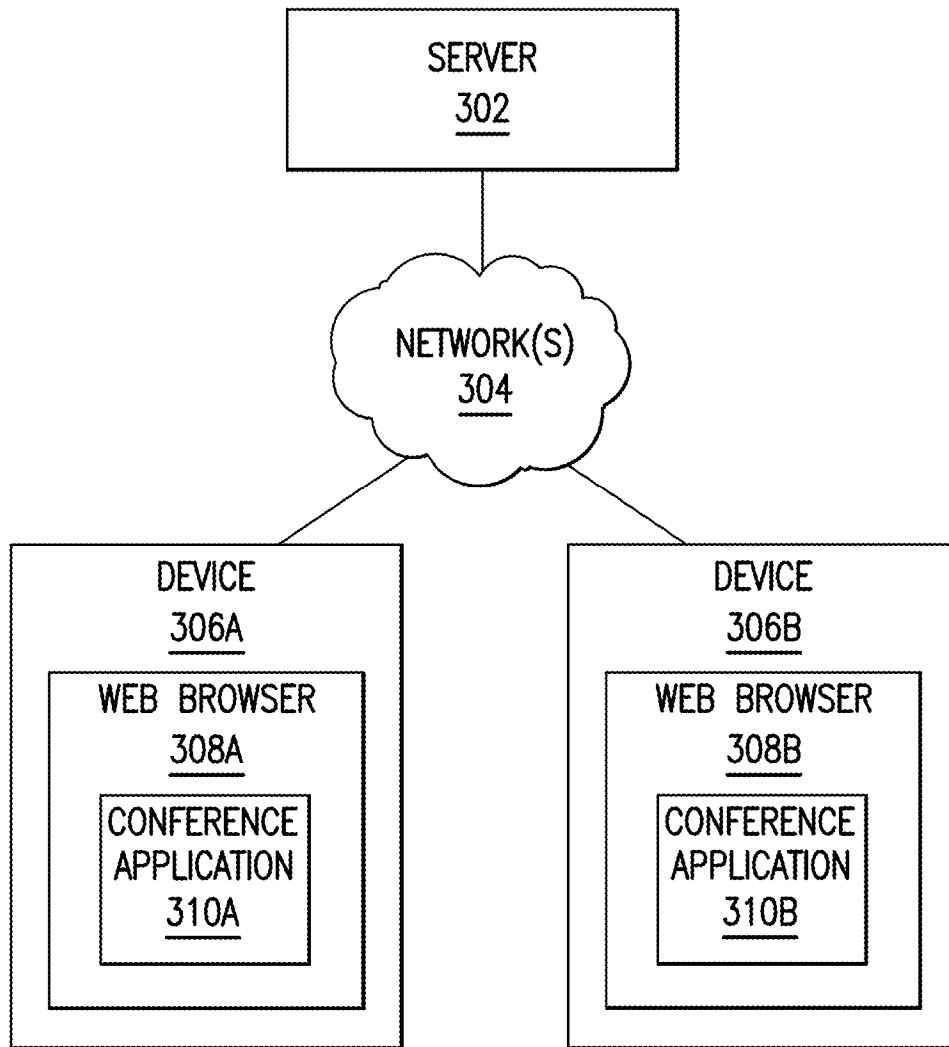 SERVER
302
NETWORK(S)
304
DEVICE
306A
WEB BROWSER
308A
CONFERENCE
APPLICATION
310A
DEVICE
306B
WEB BROWSER
308B
CONFERENCE
APPLICATION
310B